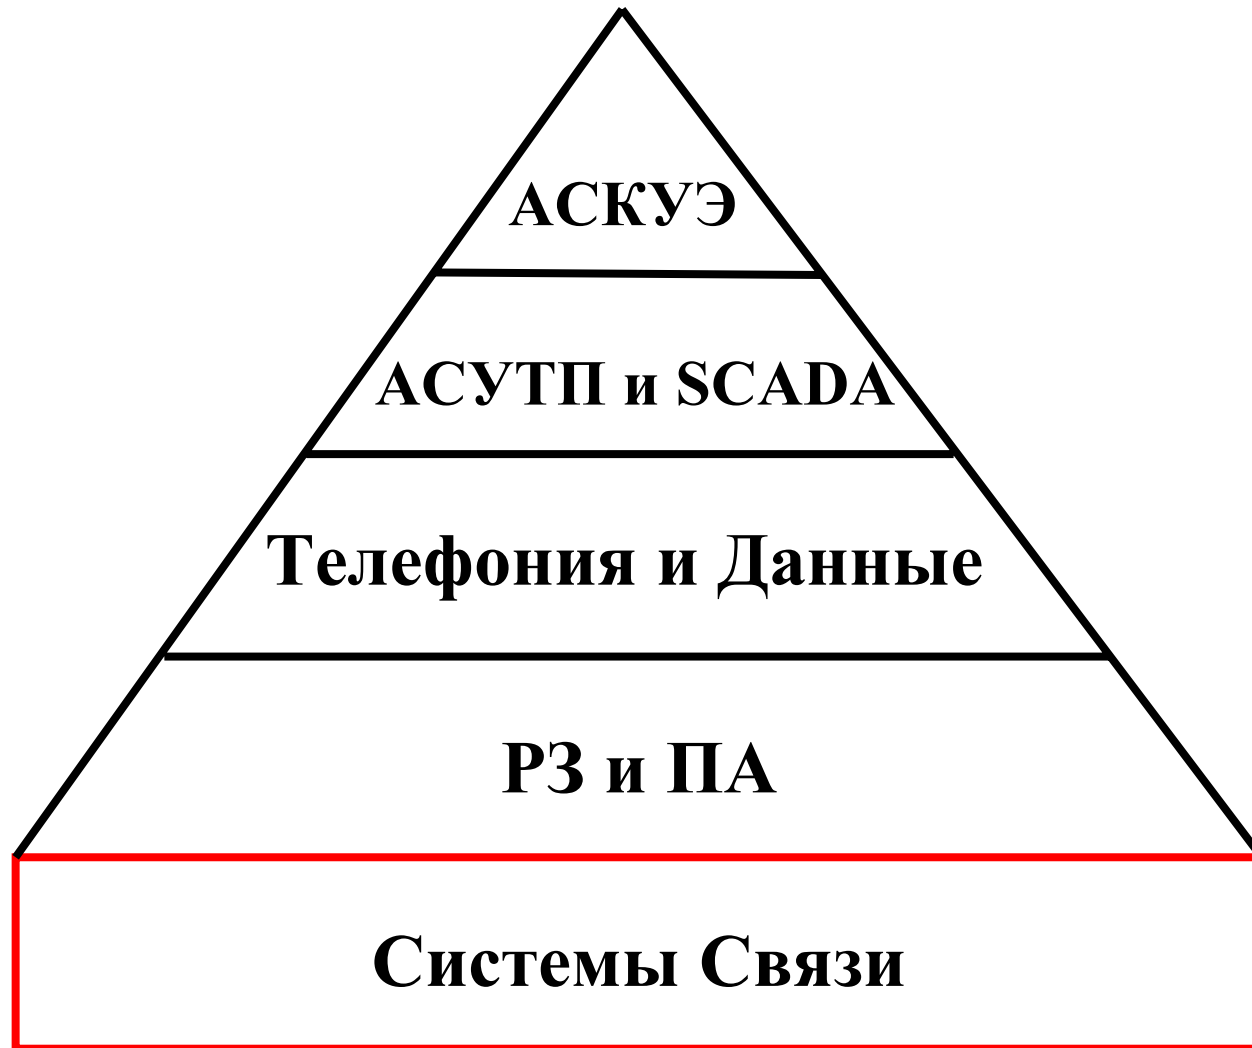 АСКУЭ
АСУТП и SCADA
Телефония и Данные
РЗ и ПА
Системы Связи